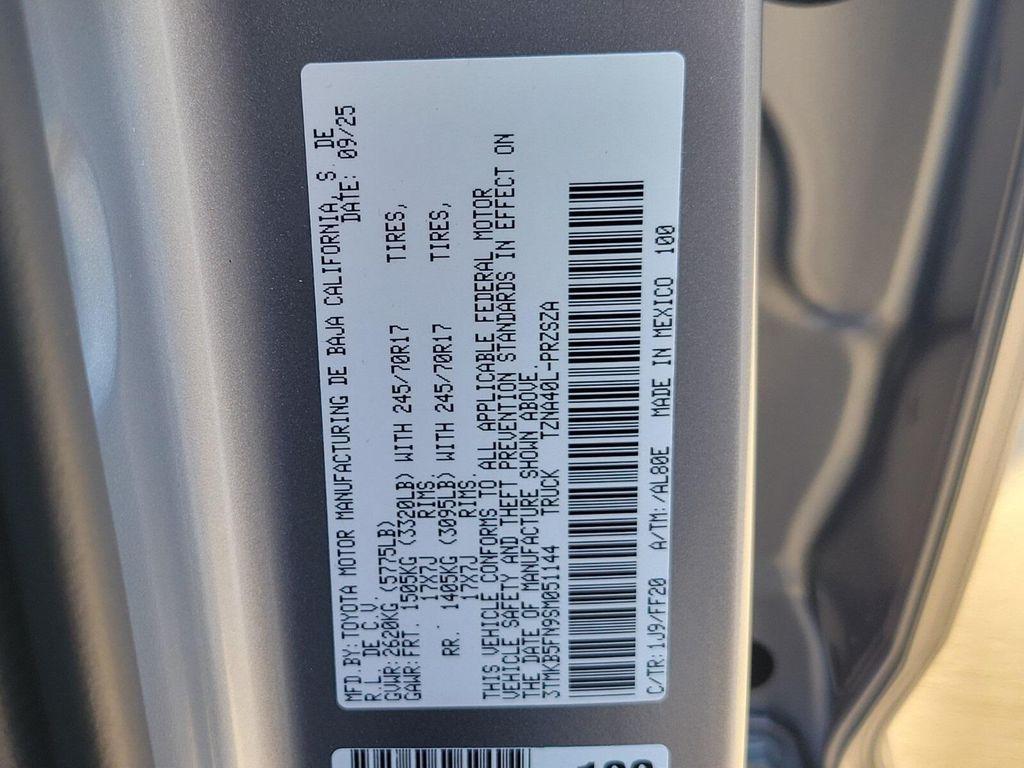 MFD.BY:TOYOTA MOTOR MANUFACTURING DE BAJA CALIFORNIA,S. DE
R.L. DE C.V. DATE: 09/25
GVWR:2620KG (5775LB)
GAWR:FRT. 1505KG (3320LB) WITH 245/70R17 TIRES,
17X7J RIMS.
RR. 1405KG (3095LB) WITH 245/70R17 TIRES,
17X7J RIMS.
THIS VEHICLE CONFORMS TO ALL APPLICABLE FEDERAL MOTOR
VEHICLE SAFETY AND THEFT PREVENTION STANDARDS IN EFFECT ON
THE DATE OF MANUFACTURE SHOWN ABOVE.
3TMKB5FN9SM051144 TRUCK TZNA40L-PRZSZA
C/TR:1J9/FF20 A/TM:/AL80E MADE IN MEXICO 100